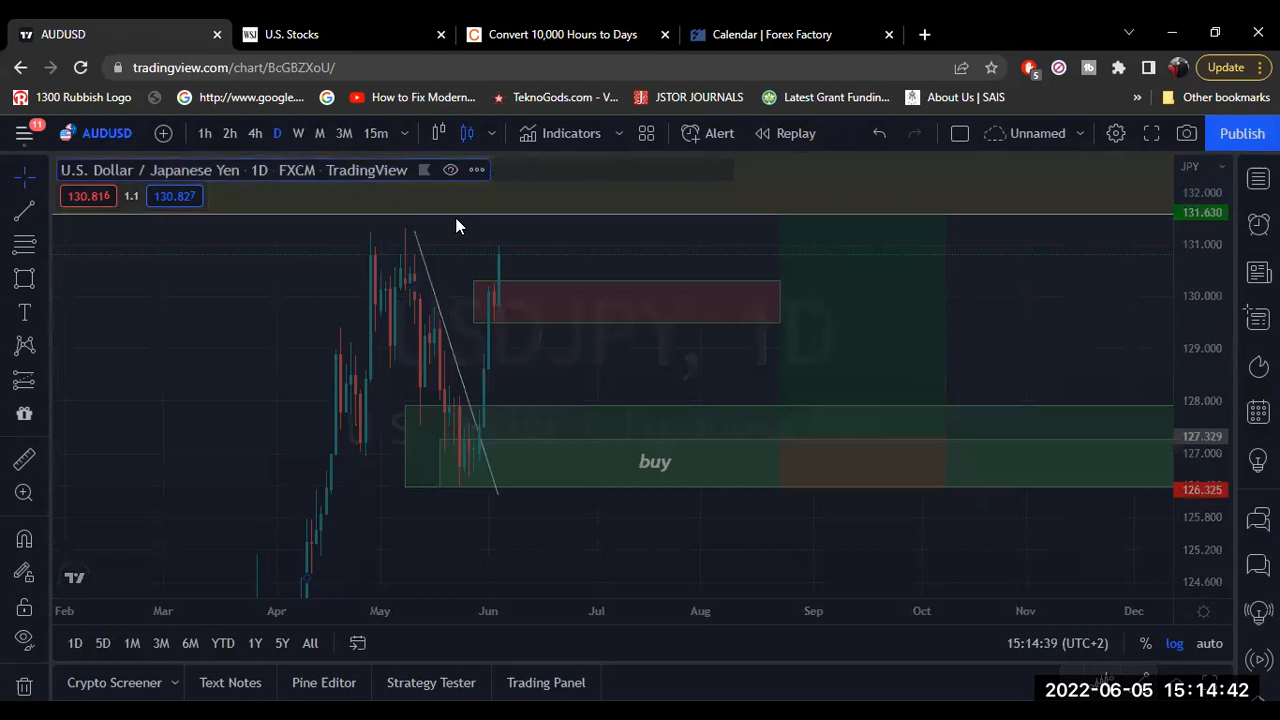 AUDUSD
WSJ U.S. Stocks
C Convert 10,000 Hours to Days
Calendar | Forex Factory
tradingview.com/chart/BcGBZXoU/
5
Update
1300 Rubbish Logo
http://www.google....
How to Fix Modern...
TeknoGods.com - V...
JSTOR JOURNALS
Latest Grant Fundin...
About Us | SAIS
»
Other bookmarks
11
AUDUSD
1h 2h 4h D W M 3M 15m
Indicators
Alert
Replay
Unnamed
Publish
U.S. Dollar / Japanese Yen · 1D · FXCM · TradingView
JPY
130.816 1.1 130.827
132.000
131.630
131.000
130.000
129.000
128.000
127.329
127.000
126.325
125.800
125.200
124.600
USDJPY, 1D
buy
Feb Mar Apr May Jun Jul Aug Sep Oct Nov Dec
1D 5D 1M 3M 6M YTD 1Y 5Y All
15:14:39 (UTC+2)
% log auto
Crypto Screener
Text Notes
Pine Editor
Strategy Tester
Trading Panel
2022-06-05 15:14:42